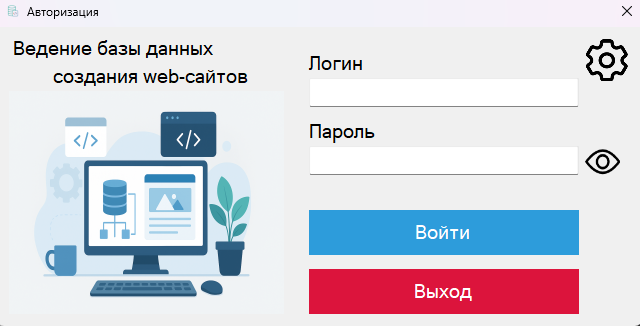 Авторизация
Ведение базы данных
создания web-сайтов
Логин
Пароль
</>
</>
Войти
Выход